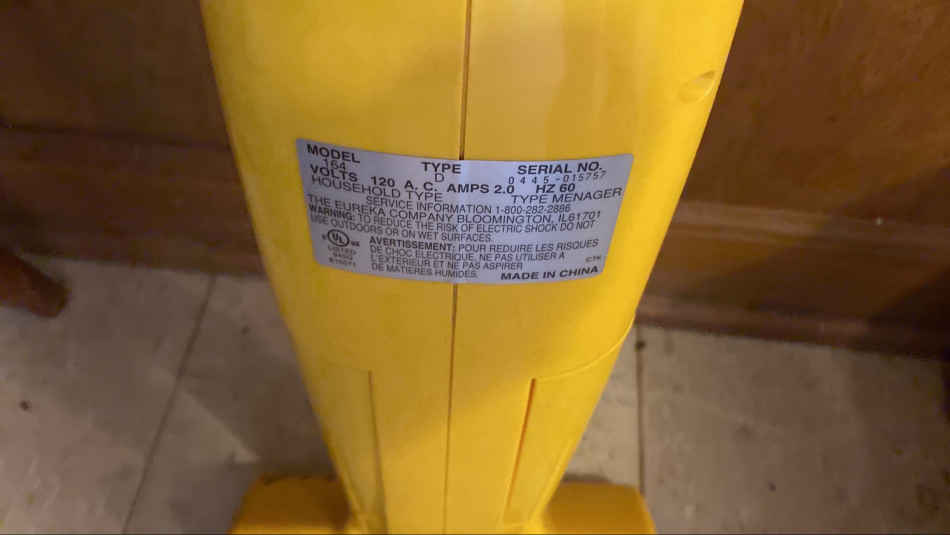 MODEL TYPE SERIAL NO.
164 D 0445-015757
VOLTS 120 A.C. AMPS 2.0 HZ 60
HOUSEHOLD TYPE TYPE MENAGER
SERVICE INFORMATION 1-800-282-2886
THE EUREKA COMPANY BLOOMINGTON, IL61701
WARNING: TO REDUCE THE RISK OF ELECTRIC SHOCK DO NOT
USE OUTDOORS OR ON WET SURFACES.
AVERTISSEMENT: POUR REDUIRE LES RISQUES
DE CHOC ELECTRIQUE, NE PAS UTILISER A
L'EXTERIEUR ET NE PAS ASPIRER
DE MATIERES HUMIDES.
c UL us
LISTED
MADE IN CHINA